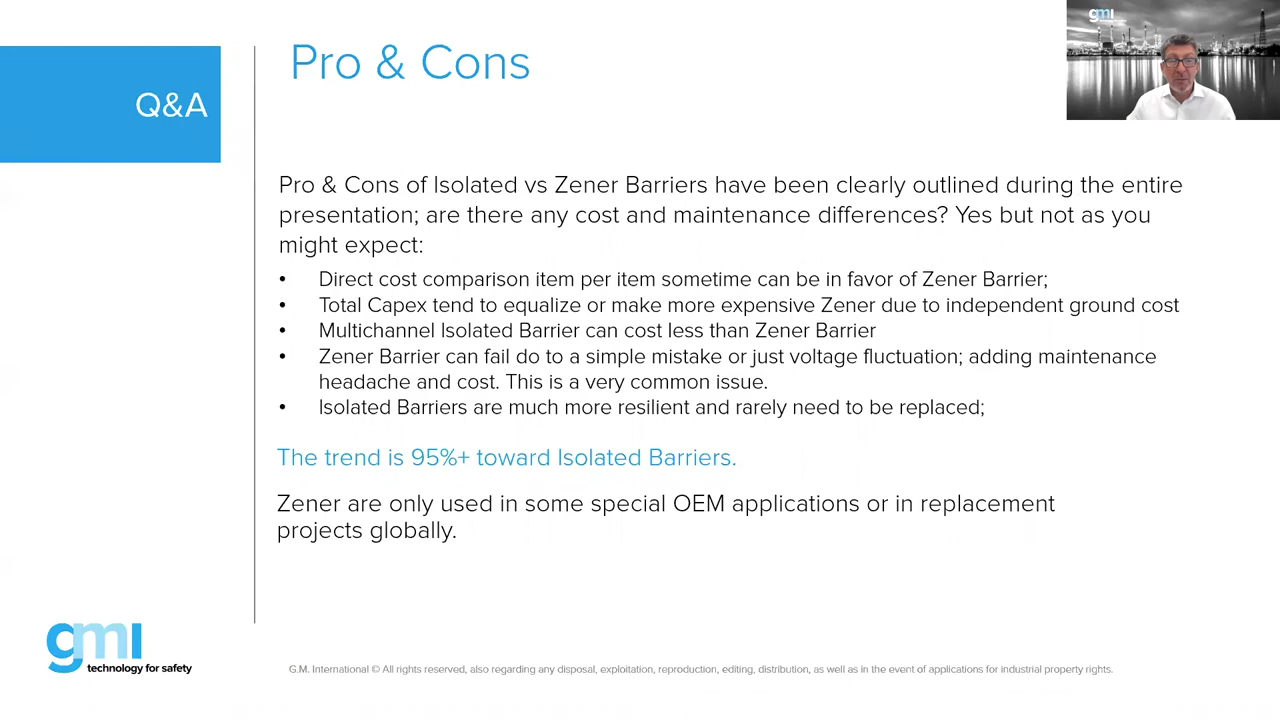 gmi
Q&A
Pro & Cons
Pro & Cons of Isolated vs Zener Barriers have been clearly outlined during the entire
presentation; are there any cost and maintenance differences? Yes but not as you
might expect:
• Direct cost comparison item per item sometime can be in favor of Zener Barrier;
• Total Capex tend to equalize or make more expensive Zener due to independent ground cost
• Multichannel Isolated Barrier can cost less than Zener Barrier
• Zener Barrier can fail do to a simple mistake or just voltage fluctuation; adding maintenance
headache and cost. This is a very common issue.
• Isolated Barriers are much more resilient and rarely need to be replaced;
The trend is 95%+ toward Isolated Barriers.
Zener are only used in some special OEM applications or in replacement
projects globally.
gmi
technology for safety
G.M. International © All rights reserved, also regarding any disposal, exploitation, reproduction, editing, distribution, as well as in the event of applications for industrial property rights.